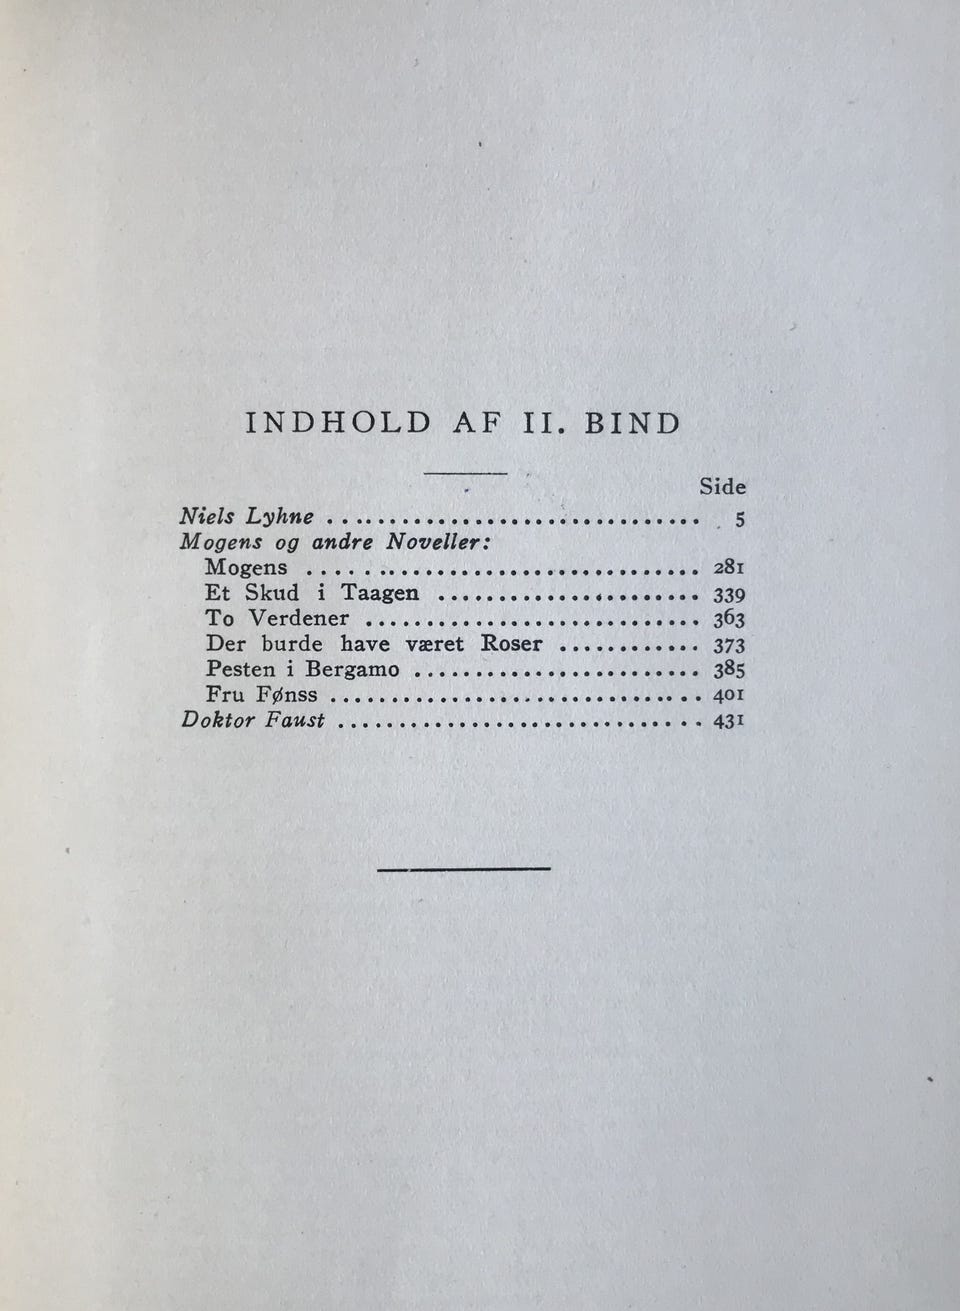 INDHOLD AF II. BIND
Side
Niels Lyhne ................................ 5
Mogens og andre Noveller:
Mogens ................................ 281
Et Skud i Taagen ...................... 339
To Verdener ............................ 363
Der burde have været Roser ............ 373
Pesten i Bergamo ........................ 385
Fru Fønss ................................ 401
Doktor Faust ............................... 431